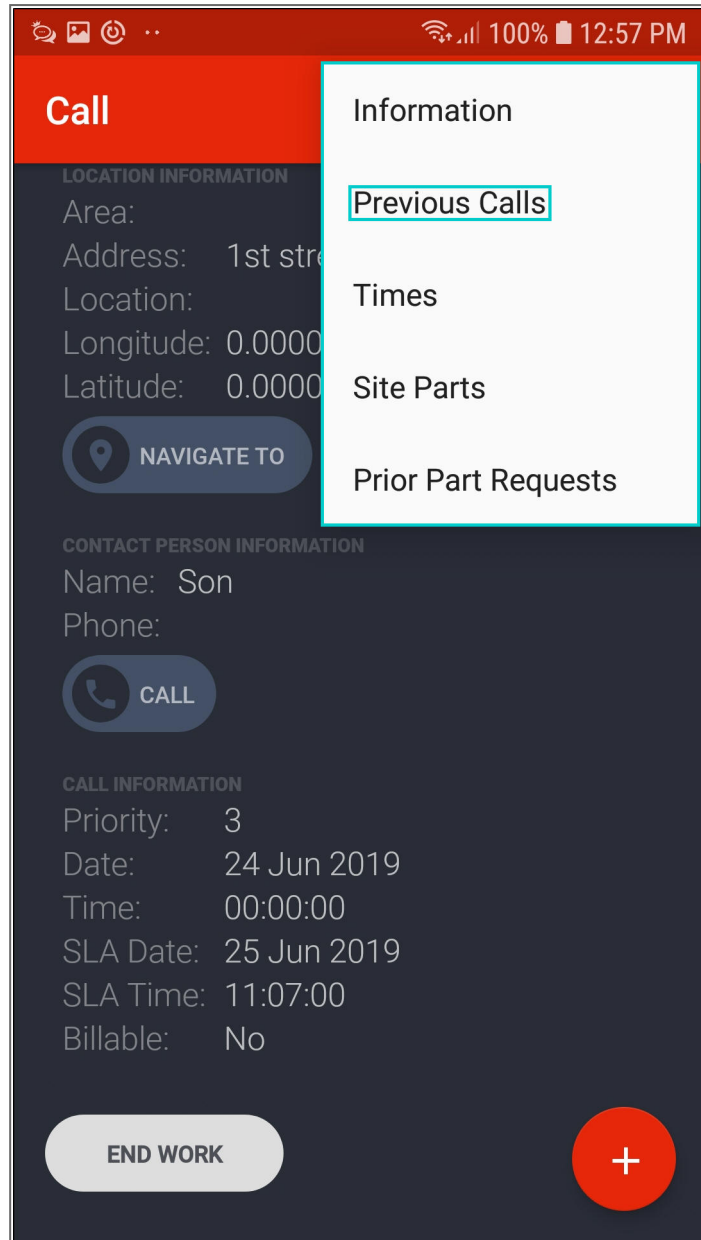 100% 12:57 PM
Call
Information
Previous Calls
Times
Site Parts
Prior Part Requests
LOCATION INFORMATION
Area:
Address: 1st stre
Location:
Longitude: 0.0000
Latitude: 0.0000
NAVIGATE TO
CONTACT PERSON INFORMATION
Name: Son
Phone:
CALL
CALL INFORMATION
Priority: 3
Date: 24 Jun 2019
Time: 00:00:00
SLA Date: 25 Jun 2019
SLA Time: 11:07:00
Billable: No
END WORK
+